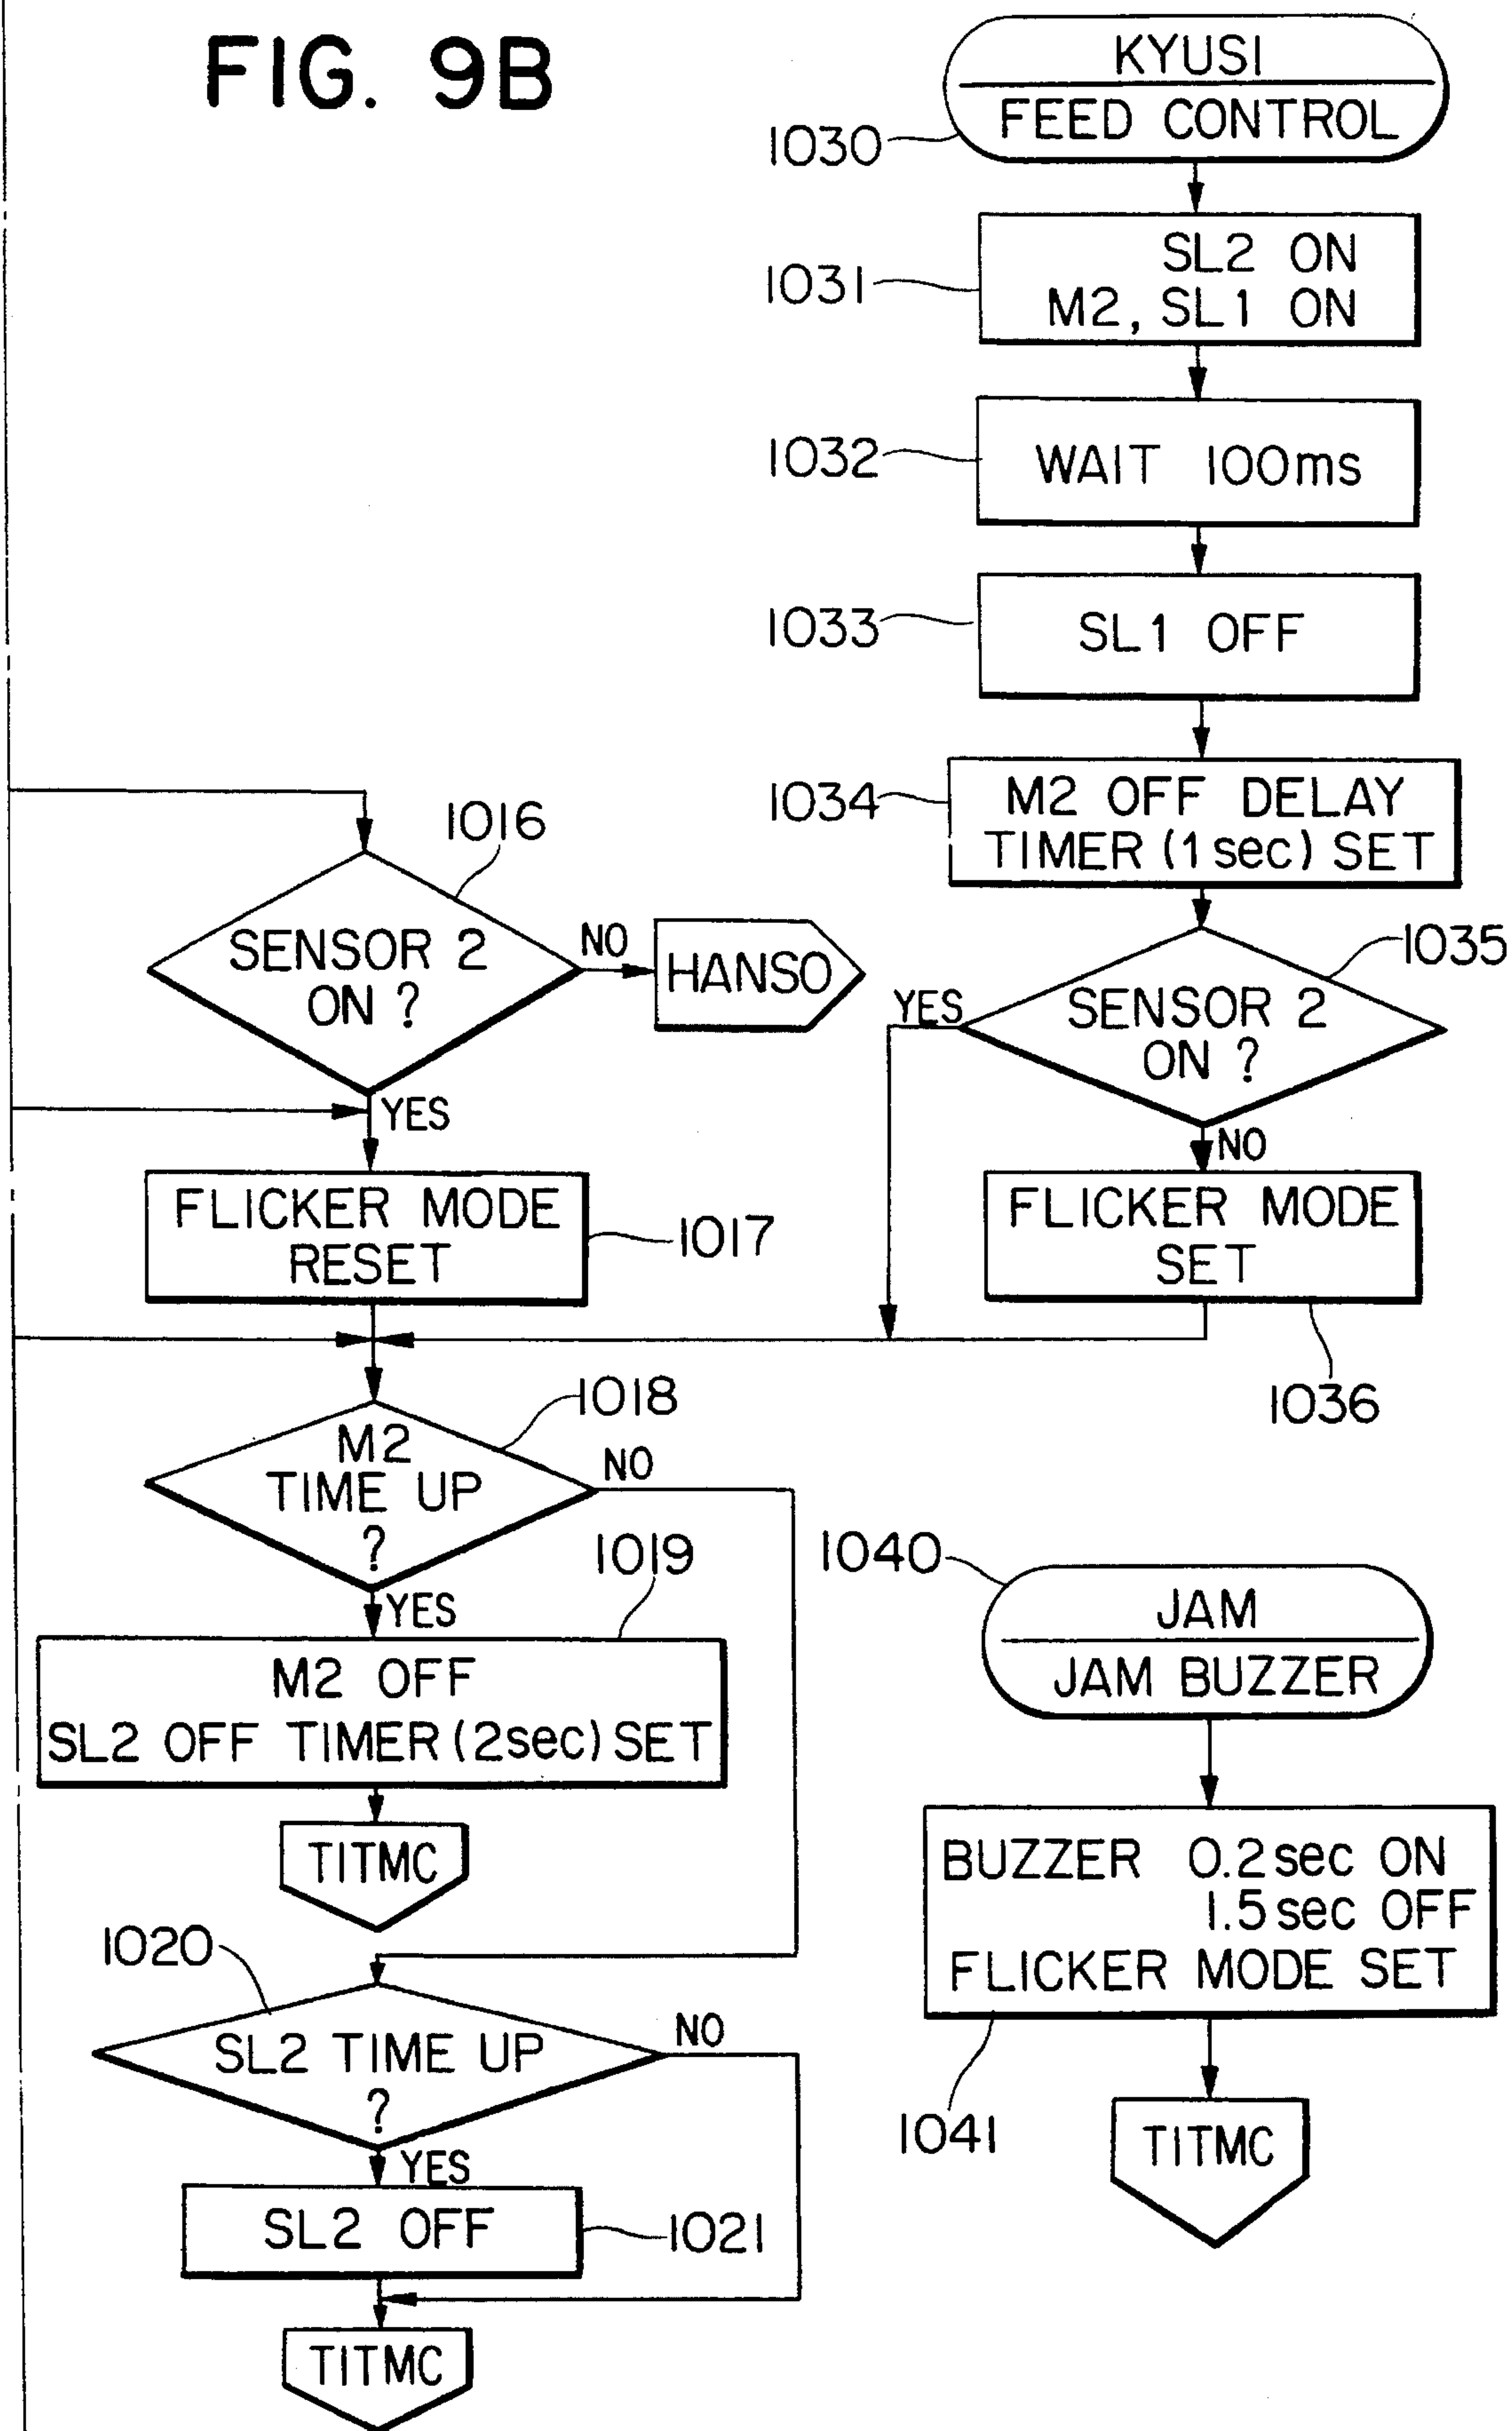 FIG. 9B
KYUSI
FEED CONTROL
1030
SL2 ON
M2, SL1 ON
1031
WAIT 100ms
1032
SL1 OFF
1033
M2 OFF DELAY
TIMER (1 sec) SET
1034
SENSOR 2
ON ?
1035
YES
NO
FLICKER MODE
SET
1036
1016
SENSOR 2
ON ?
NO
HANSO
YES
FLICKER MODE
RESET
1017
1018
M2
TIME UP
?
NO
YES
1019
M2 OFF
SL2 OFF TIMER (2sec) SET
TITMC
1020
SL2 TIME UP
?
NO
YES
SL2 OFF
1021
TITMC
1040
JAM
JAM BUZZER
BUZZER 0.2sec ON
1.5sec OFF
FLICKER MODE SET
1041
TITMC